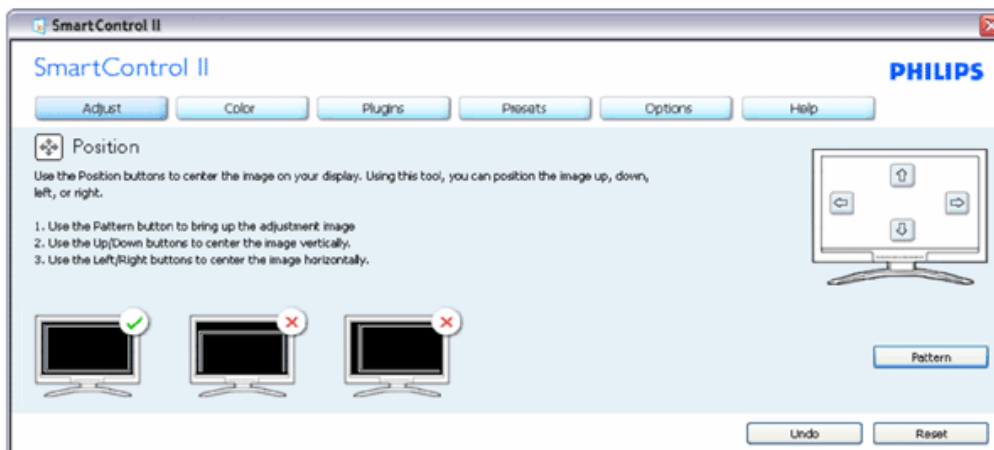 SmartControl II
SmartControl II
PHILIPS
Adjust Color Plugins Presets Options Help
Position
Use the Position buttons to center the image on your display. Using this tool, you can position the image up, down,
left, or right.
1. Use the Pattern button to bring up the adjustment image
2. Use the Up/Down buttons to center the image vertically.
3. Use the Left/Right buttons to center the image horizontally.
Pattern
Undo Reset